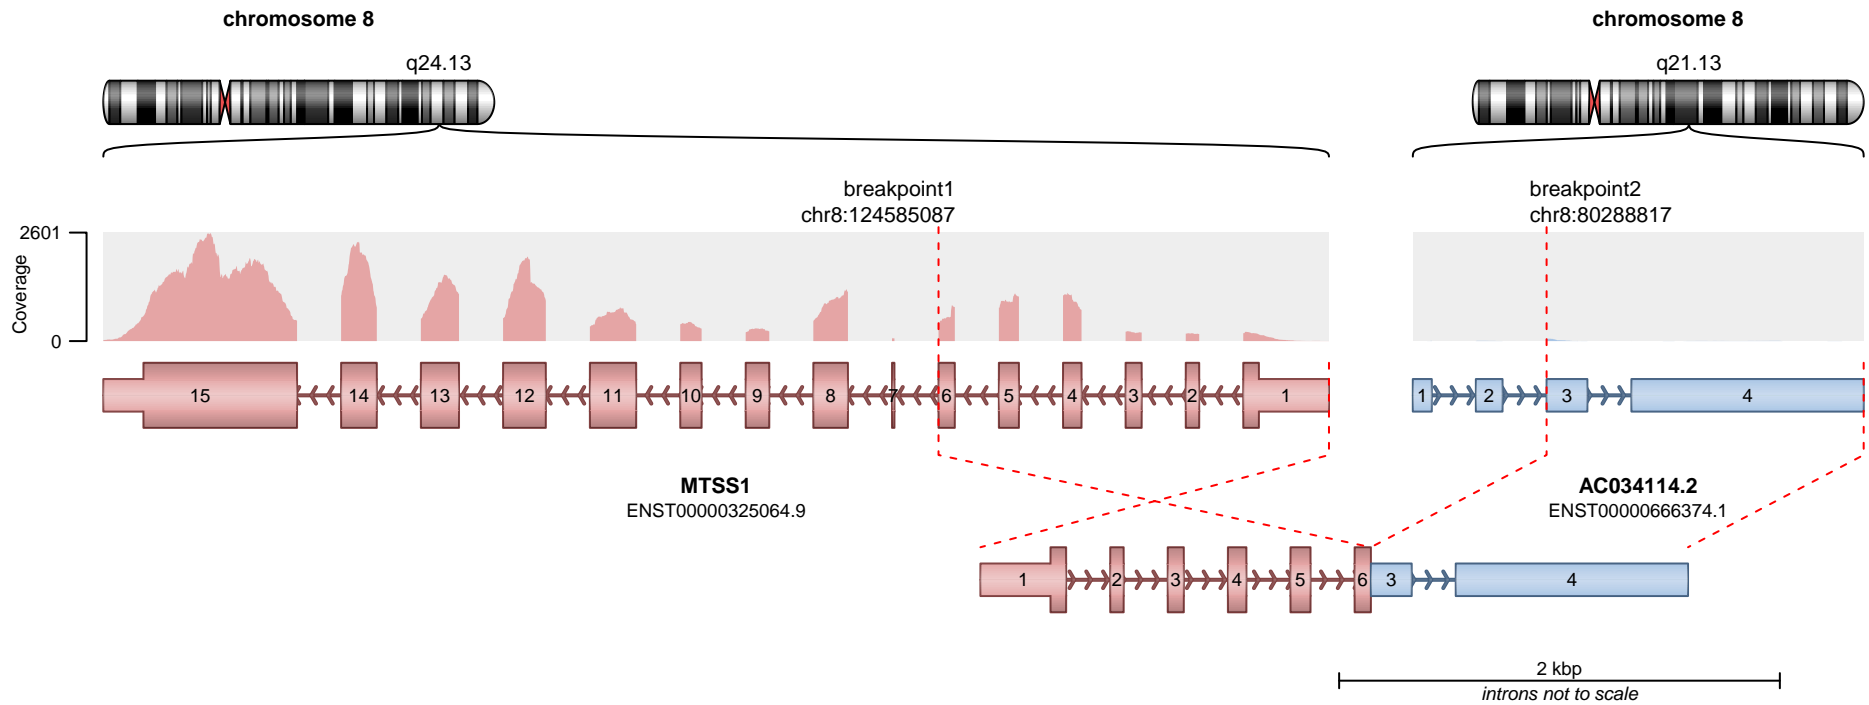 chromosome 8
chromosome 8
q24.13
q21.13
breakpoint1
chr8:124585087
breakpoint2
chr8:80288817
2601
Coverage
0
15 14 13 12 11 10 9 8 7 6 5 4 3 2 1
1 2 3 4
MTSS1
ENST00000325064.9
AC034114.2
ENST00000666374.1
1 2 3 4 5 6 3 4
2 kbp
introns not to scale